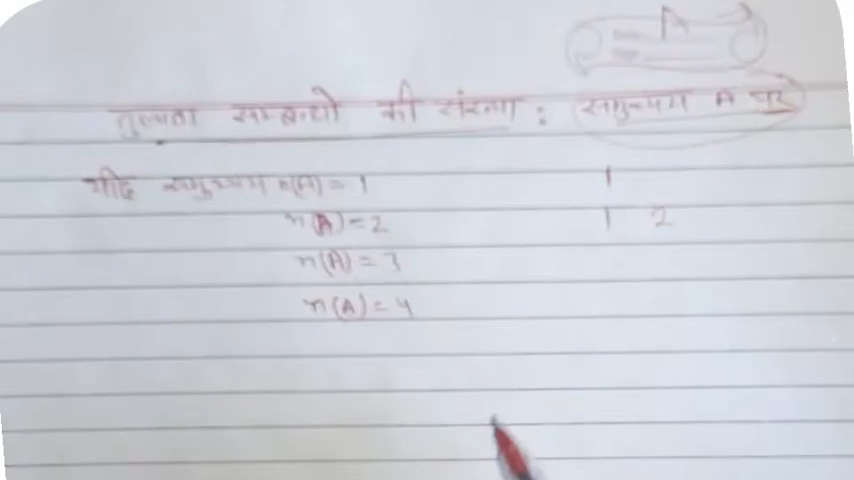 A
तुल्यता सम्बन्धो की संख्या : समुच्चय A पर
यदि समुच्चय n(A) = 1 1
n(A) = 2 1 2
n(A) = 3
n(A) = 4